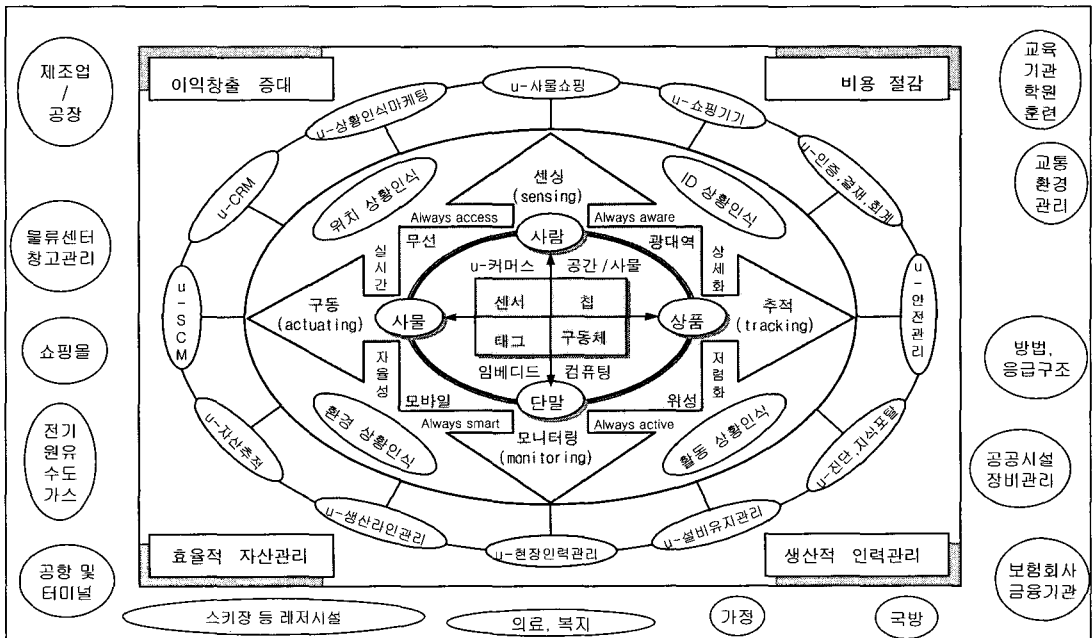 제조업
/
공장
물류센터
창고관리
쇼핑몰
전기
원유
수도
가스
공항 및
터미널
이익창출 증대
비용 절감
효율적 자산관리
생산적 인력관리
u-사물쇼핑
u-쇼핑기기
u-인증,결재,회계
u-안전관리
u-진단,지식포털
u-설비유지관리
u-현장인력관리
u-생산라인관리
u-자산추적
u-SCM
u-CRM
u-상황인식마케팅
위치 상황인식
ID 상황인식
환경 상황인식
활동 상황인식
센싱
(sensing)
Always access
Always aware
무선
사람
광대역
실시간
상세화
u-커머스
공간/사물
구동
(actuating)
사물
센서
칩
상품
추적
(tracking)
태그
구동체
자율성
저렴화
임베디드
컴퓨팅
모바일
단말
위성
Always smart
Always active
모니터링
(monitoring)
교육
기관
학원
훈련
교통
환경
관리
방법,
응급구조
공공시설
장비관리
보험회사
금융기관
스키장 등 레저시설
의료, 복지
가정
국방